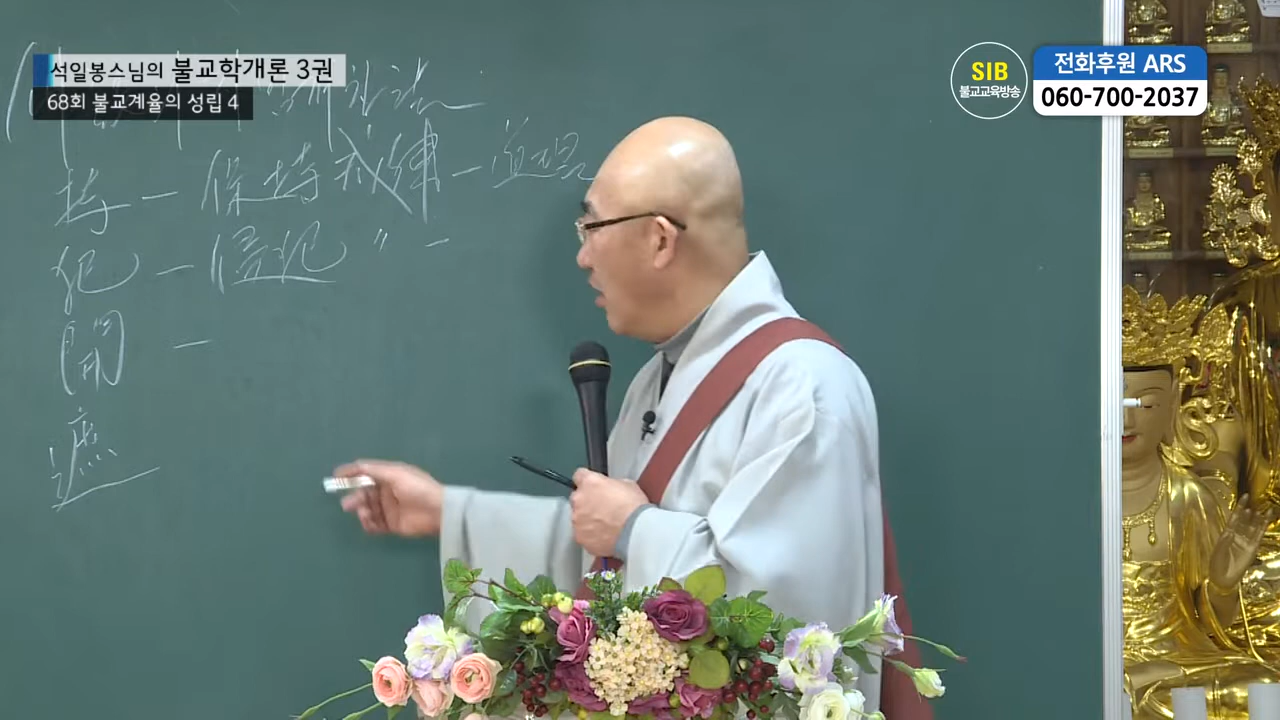 석일봉스님의 불교학개론 3권
68회 불교계율의 성립 4
SIB
불교교육방송
전화후원 ARS
060-700-2037
持 — 保持戒律 — 道理
犯 — 侵犯 〃 —
開 —
遮